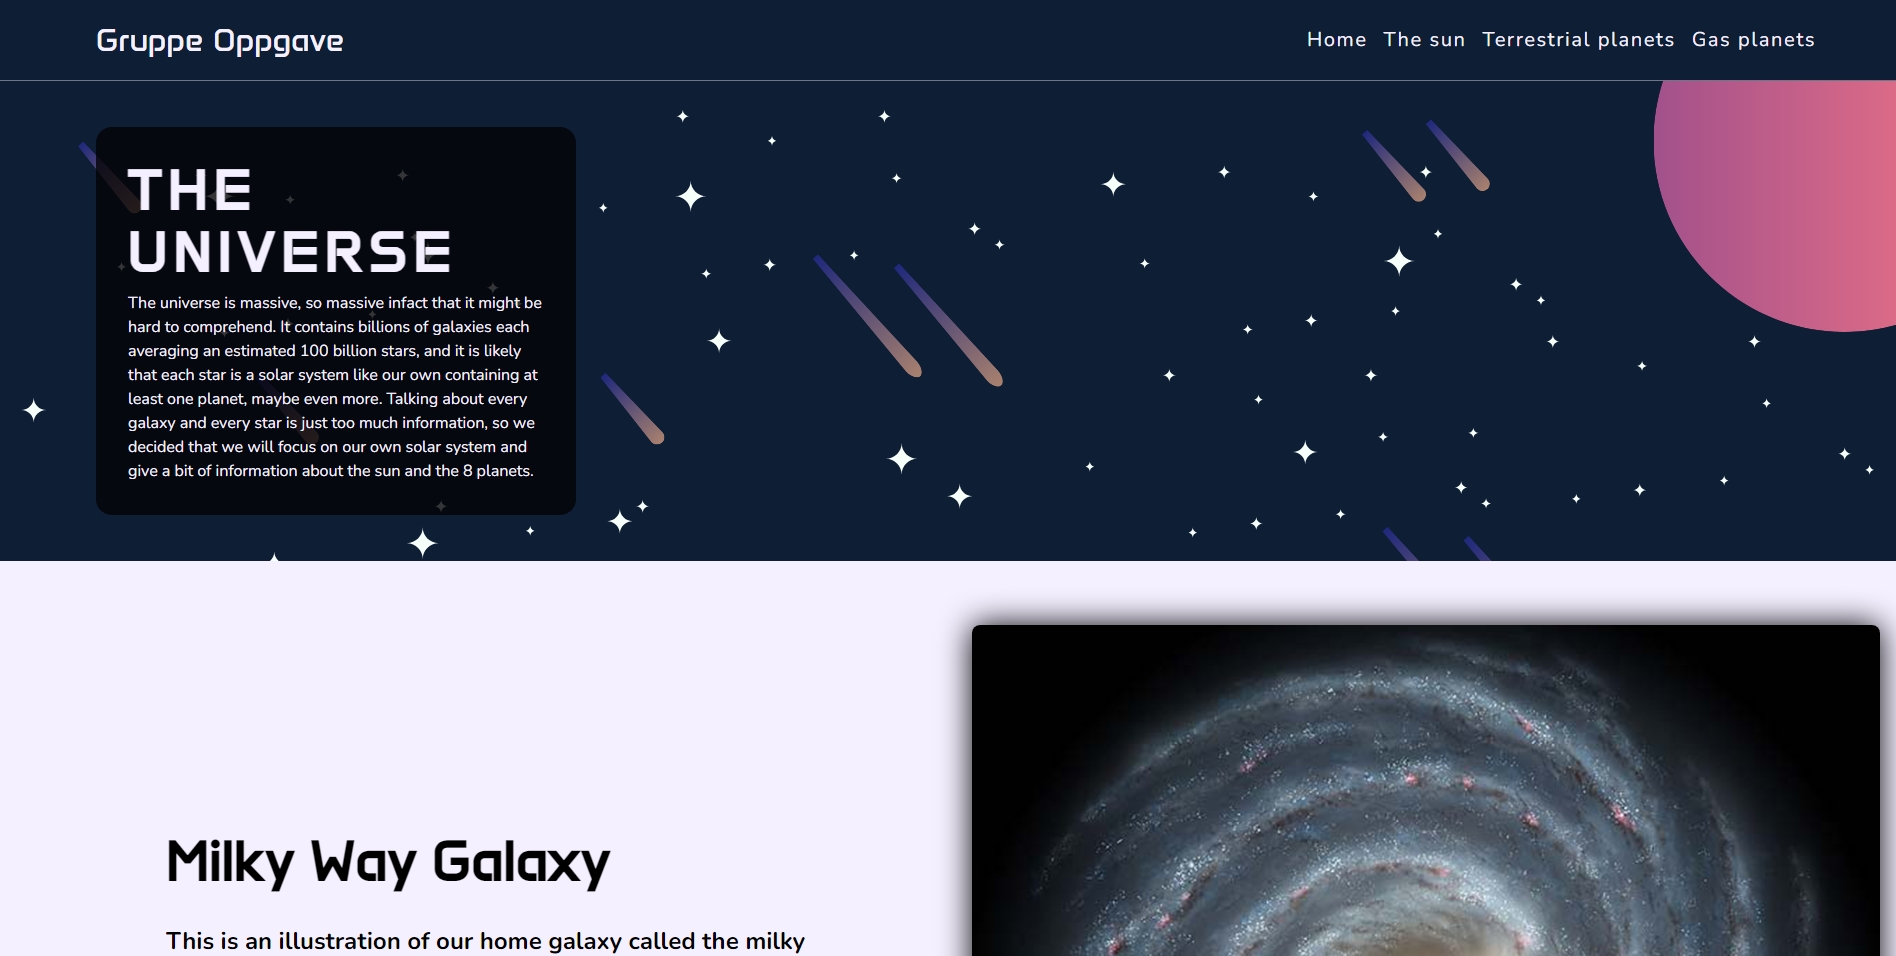 Gruppe Oppgave
Home The sun Terrestrial planets Gas planets
THE
UNIVERSE
The universe is massive, so massive infact that it might be
hard to comprehend. It contains billions of galaxies each
averaging an estimated 100 billion stars, and it is likely
that each star is a solar system like our own containing at
least one planet, maybe even more. Talking about every
galaxy and every star is just too much information, so we
decided that we will focus on our own solar system and
give a bit of information about the sun and the 8 planets.
Milky Way Galaxy
This is an illustration of our home galaxy called the milky